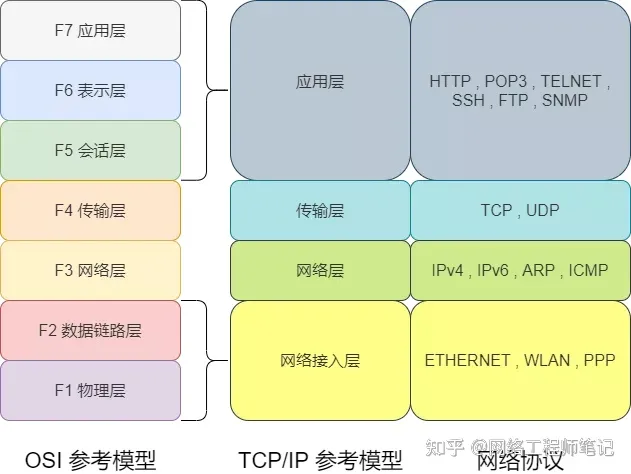 F7 应用层
F6 表示层
F5 会话层
F4 传输层
F3 网络层
F2 数据链路层
F1 物理层
应用层
传输层
网络层
网络接入层
HTTP , POP3 , TELNET ,
SSH , FTP , SNMP
TCP , UDP
IPv4 , IPv6 , ARP , ICMP
ETHERNET , WLAN , PPP
OSI 参考模型
TCP/IP 参考模型
网络协议
知乎 @网络工程师笔记